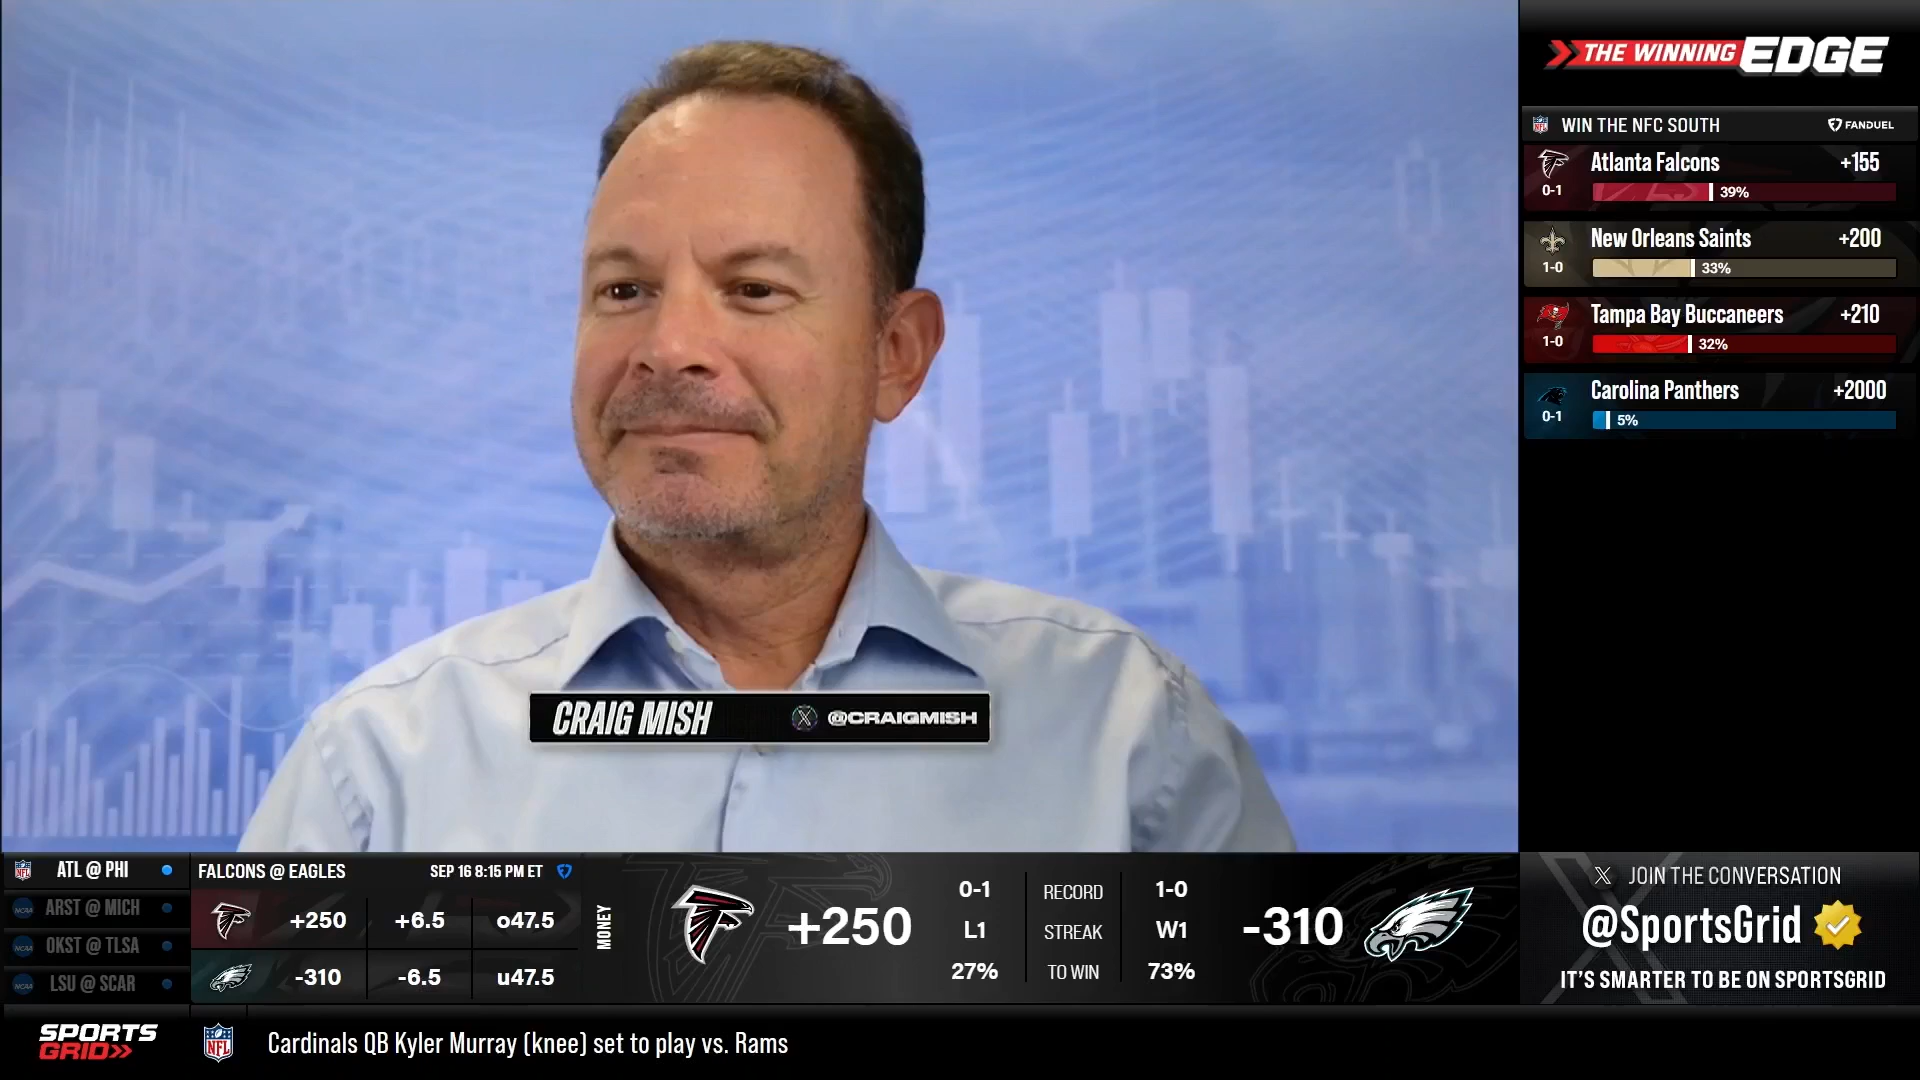 THE WINNING EDGE
NFL WIN THE NFC SOUTH FANDUEL
Atlanta Falcons +155
0-1 39%
New Orleans Saints +200
1-0 33%
Tampa Bay Buccaneers +210
1-0 32%
Carolina Panthers +2000
0-1 5%
CRAIG MISH X @CRAIGMISH
NFL ATL @ PHI
NCAA ARST @ MICH
NCAA OKST @ TLSA
NCAA LSU @ SCAR
FALCONS @ EAGLES SEP 16 8:15 PM ET
+250 +6.5 o47.5
-310 -6.5 u47.5
MONEY
+250
0-1 RECORD 1-0
L1 STREAK W1
27% TO WIN 73%
-310
X JOIN THE CONVERSATION
@SportsGrid
IT'S SMARTER TO BE ON SPORTSGRID
SPORTS
GRID
NFL
Cardinals QB Kyler Murray (knee) set to play vs. Rams